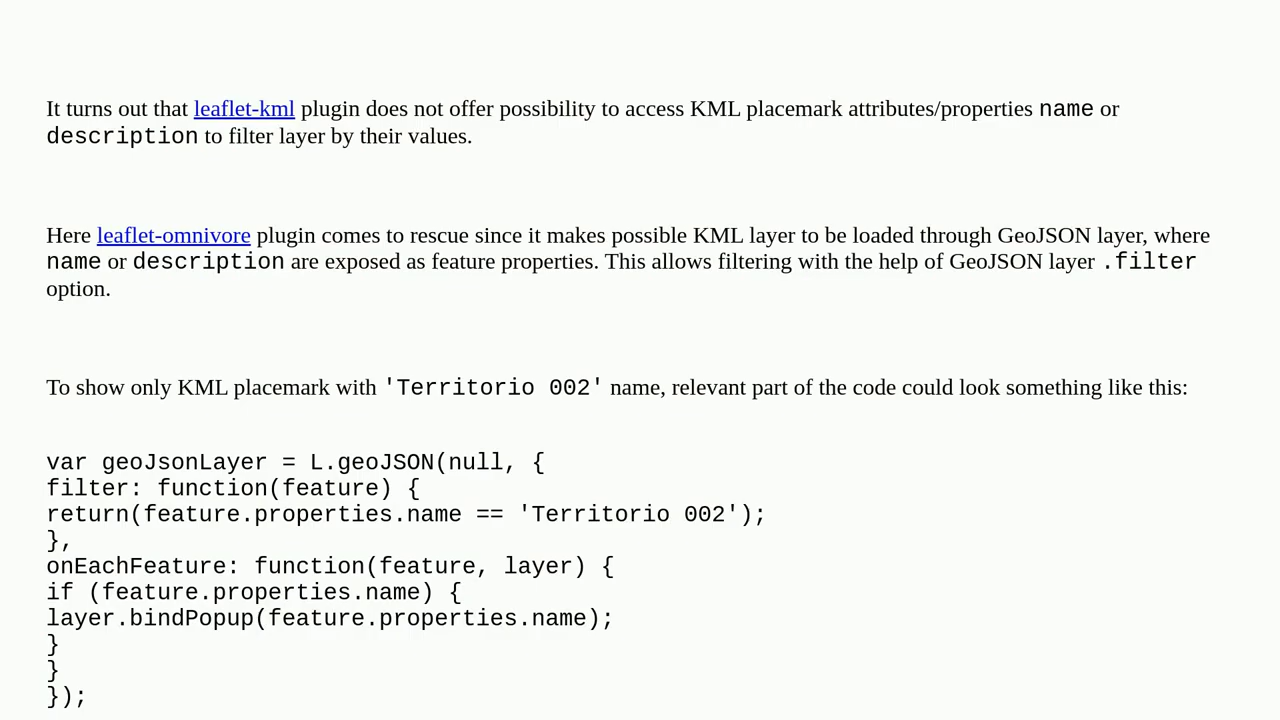 It turns out that leaflet-kml plugin does not offer possibility to access KML placemark attributes/properties name or
description to filter layer by their values.
Here leaflet-omnivore plugin comes to rescue since it makes possible KML layer to be loaded through GeoJSON layer, where
name or description are exposed as feature properties. This allows filtering with the help of GeoJSON layer .filter
option.
To show only KML placemark with 'Territorio 002' name, relevant part of the code could look something like this:
var geoJsonLayer = L.geoJSON(null, {
filter: function(feature) {
return(feature.properties.name == 'Territorio 002');
},
onEachFeature: function(feature, layer) {
if (feature.properties.name) {
layer.bindPopup(feature.properties.name);
}
}
});